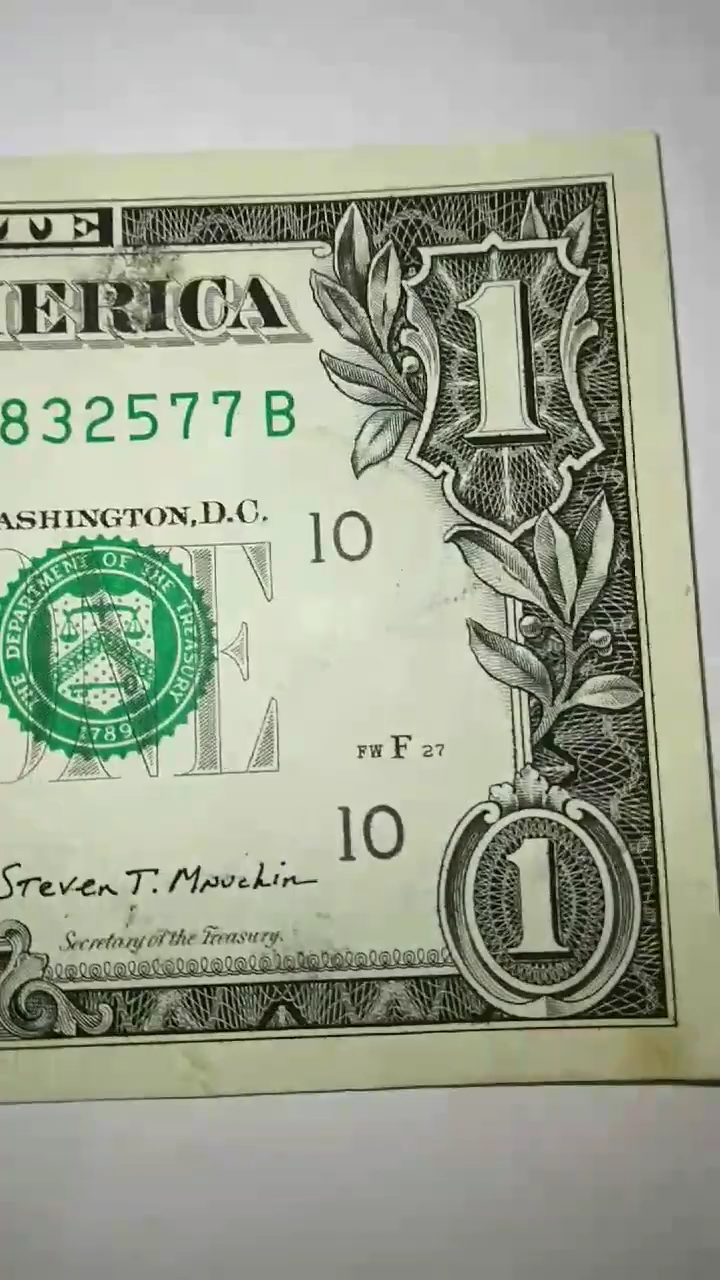 ERICA
1
832577 B
ASHINGTON, D.C.
10
THE DEPARTMENT OF THE TREASURY
1789
ONE
FW F 27
10
Steven T. Mnuchin
Secretary of the Treasury.
1